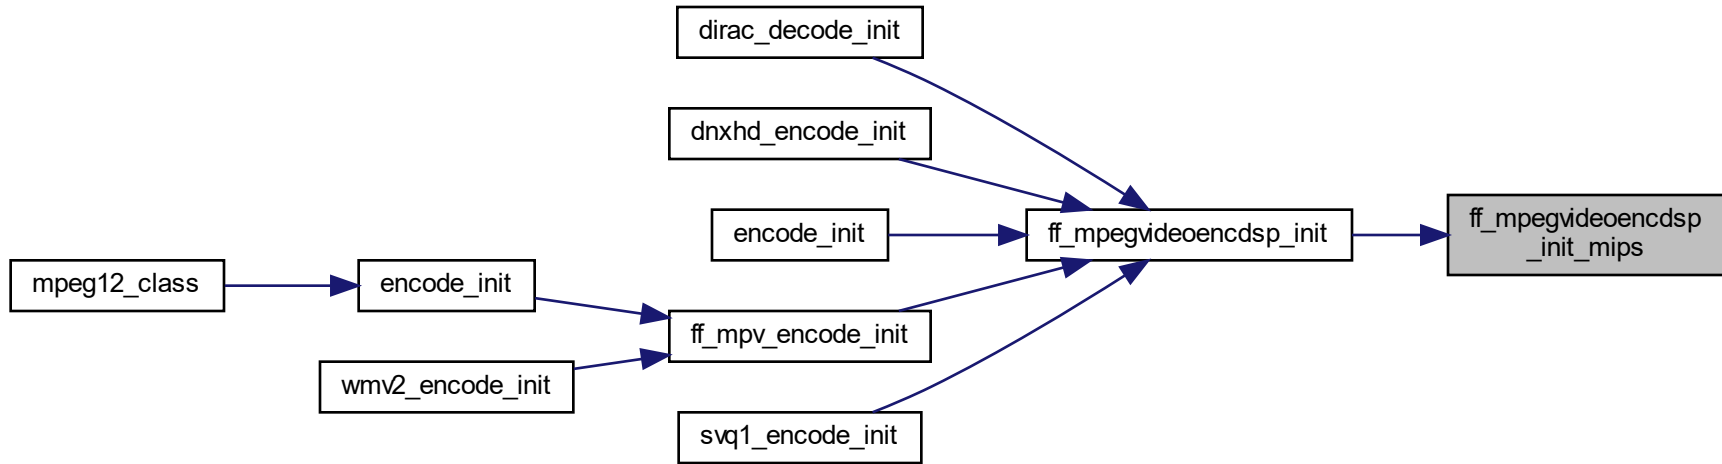 dirac_decode_init
dnxhd_encode_init
encode_init
ff_mpegvideoencdsp_init
ff_mpegvideoencdsp
_init_mips
mpeg12_class
encode_init
ff_mpv_encode_init
wmv2_encode_init
svq1_encode_init